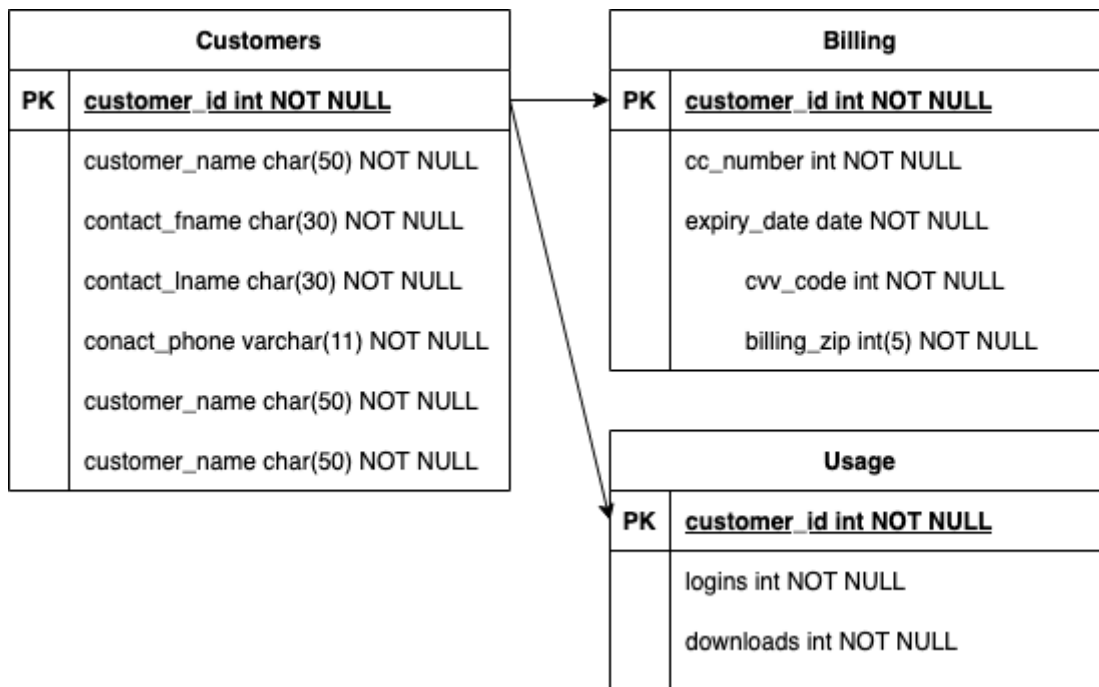 Customers
PK customer_id int NOT NULL
customer_name char(50) NOT NULL
contact_fname char(30) NOT NULL
contact_lname char(30) NOT NULL
conact_phone varchar(11) NOT NULL
customer_name char(50) NOT NULL
customer_name char(50) NOT NULL
Billing
PK customer_id int NOT NULL
cc_number int NOT NULL
expiry_date date NOT NULL
cvv_code int NOT NULL
billing_zip int(5) NOT NULL
Usage
PK customer_id int NOT NULL
logins int NOT NULL
downloads int NOT NULL